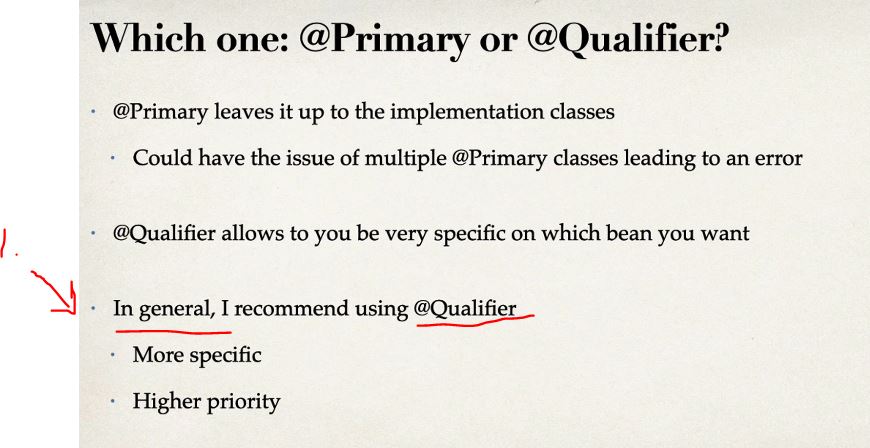 Which one: @Primary or @Qualifier?
· @Primary leaves it up to the implementation classes
· Could have the issue of multiple @Primary classes leading to an error
· @Qualifier allows to you be very specific on which bean you want
1.
· In general, I recommend using @Qualifier
· More specific
· Higher priority